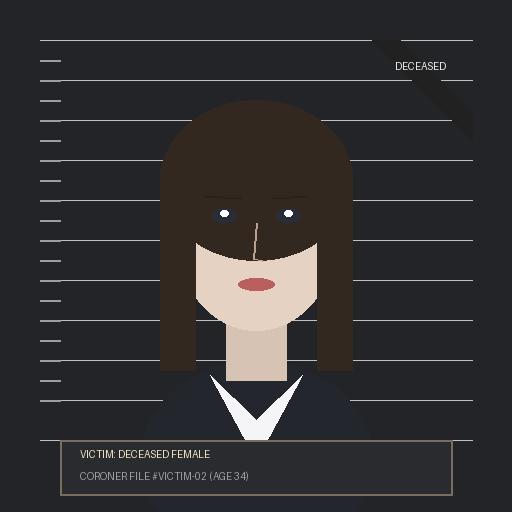 DECEASED
VICTIM: DECEASED FEMALE
CORONER FILE #VICTIM-02 (AGE 34)